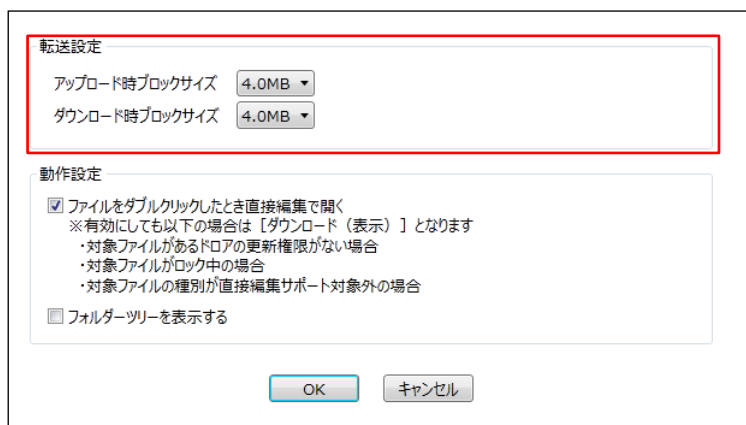 転送設定
アップロード時ブロックサイズ 4.0MB
ダウンロード時ブロックサイズ 4.0MB
動作設定
ファイルをダブルクリックしたとき直接編集で開く
※有効にしても以下の場合は［ダウンロード（表示）］となります
・対象ファイルがあるドロアの更新権限がない場合
・対象ファイルがロック中の場合
・対象ファイルの種別が直接編集サポート対象外の場合
フォルダーツリーを表示する
OK キャンセル